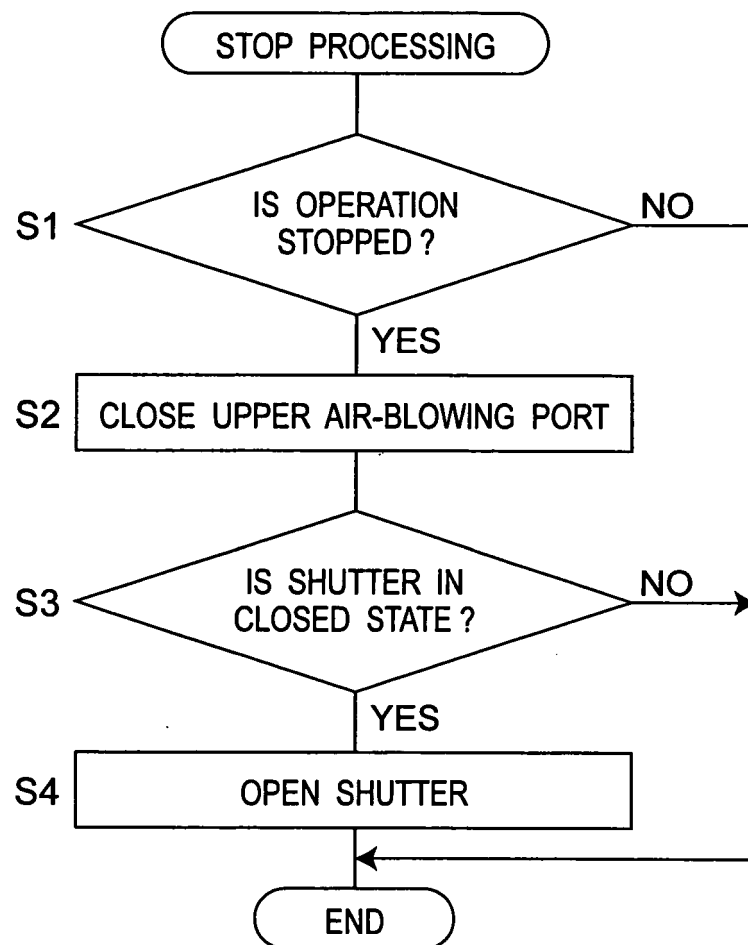 STOP PROCESSING
IS OPERATION
STOPPED ?
S1
NO
YES
S2
CLOSE UPPER AIR-BLOWING PORT
IS SHUTTER IN
CLOSED STATE ?
S3
NO
YES
S4
OPEN SHUTTER
END